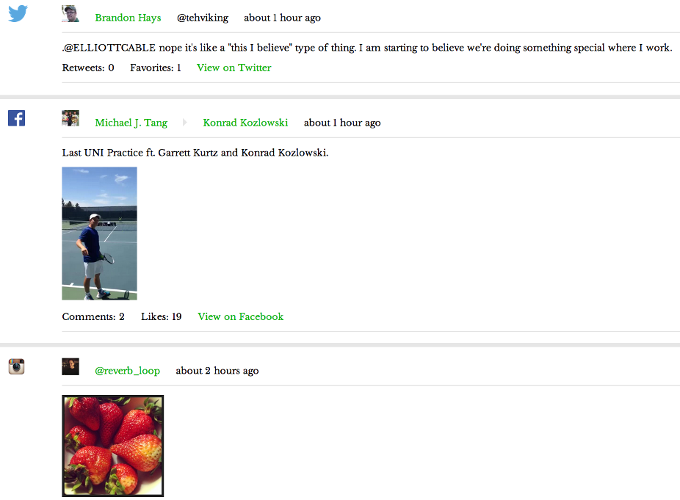 Brandon Hays @tehviking about 1 hour ago
.@ELLIOTTCABLE nope it's like a "this I believe" type of thing. I am starting to believe we're doing something special where I work.
Retweets: 0 Favorites: 1 View on Twitter
Michael J. Tang Konrad Kozlowski about 1 hour ago
Last UNI Practice ft. Garrett Kurtz and Konrad Kozlowski.
Comments: 2 Likes: 19 View on Facebook
@reverb_loop about 2 hours ago